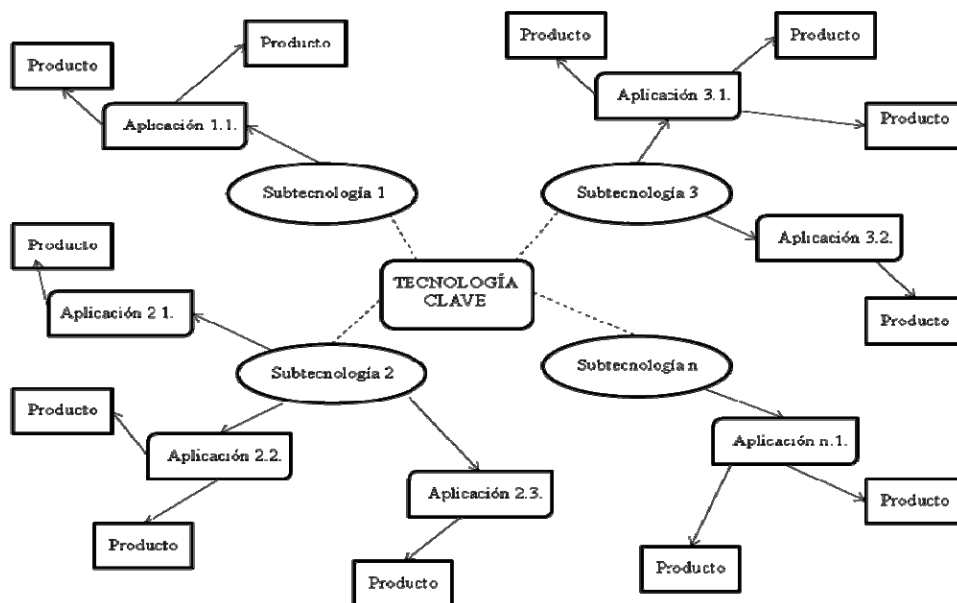 Producto
Producto
Aplicación 1.1.
Subtecnología 1
Producto
Producto
Aplicación 3.1.
Producto
Subtecnología 3
Aplicación 3.2.
Producto
TECNOLOGÍA
CLAVE
Producto
Aplicación 2 1.
Subtecnología 2
Producto
Aplicación 2.2.
Producto
Aplicación 2.3.
Producto
Subtecnología n
Aplicación n.1.
Producto
Producto